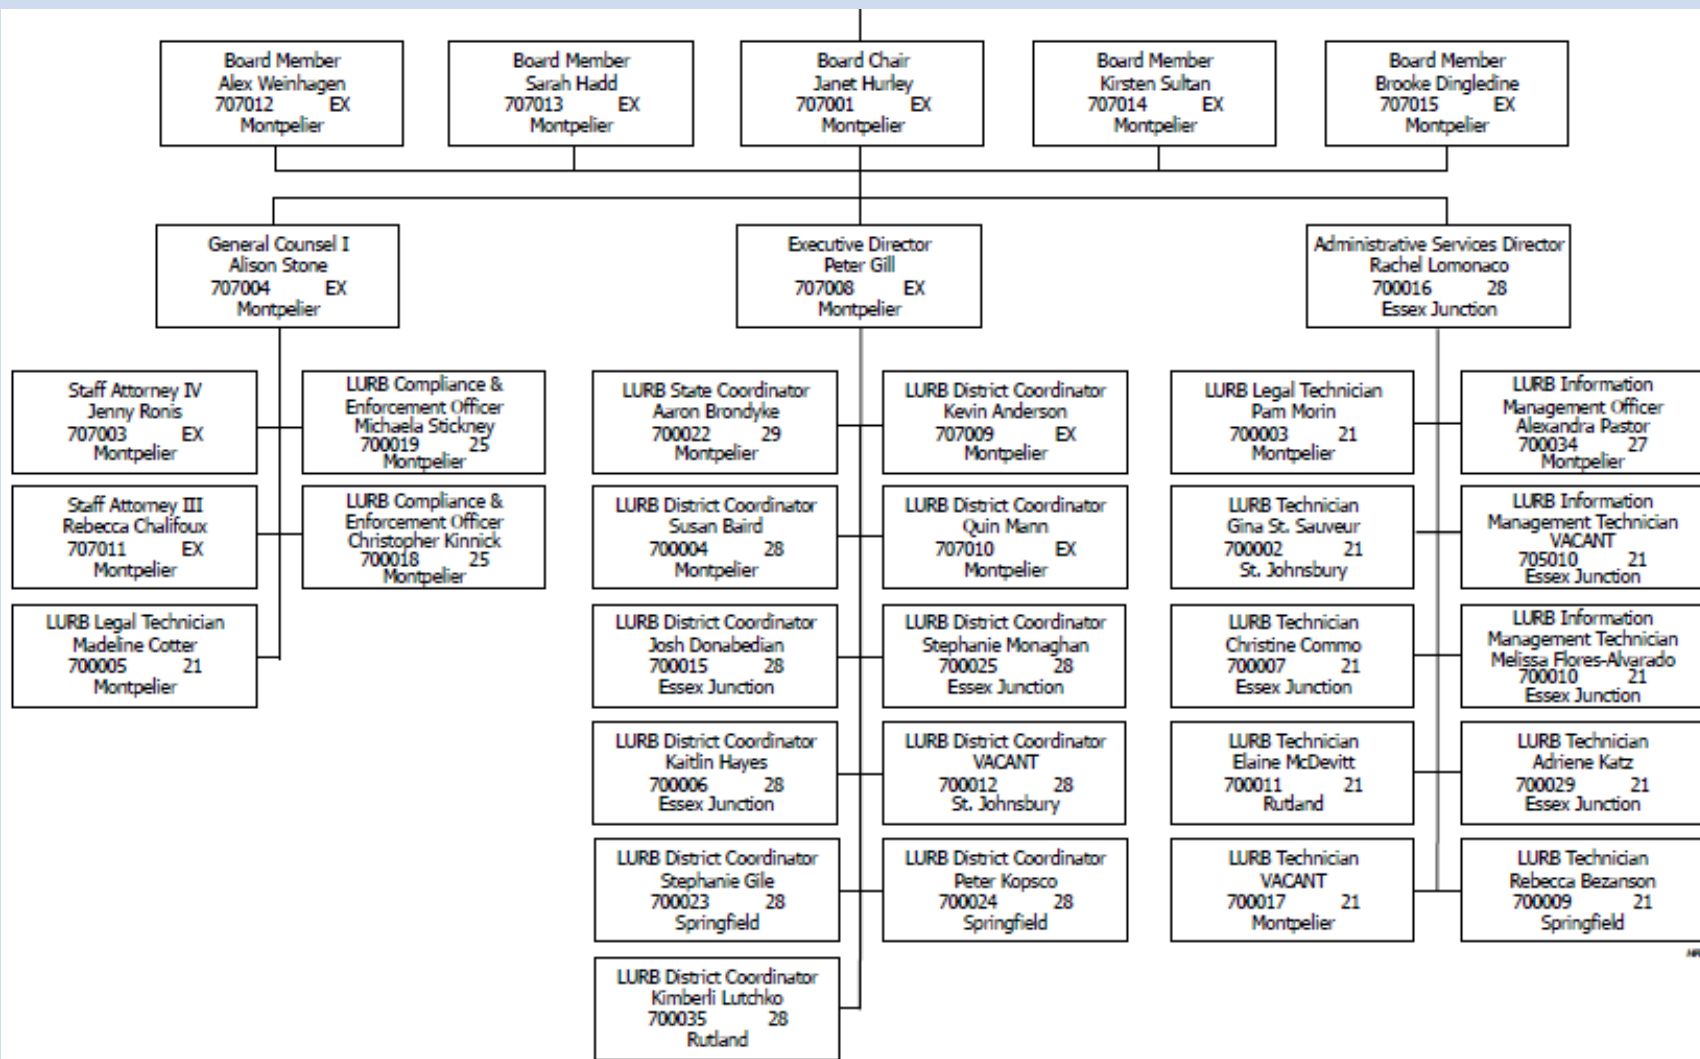 Board Member
Alex Weinhagen
707012 EX
Montpelier
Board Member
Sarah Hadd
707013 EX
Montpelier
Board Chair
Janet Hurley
707001 EX
Montpelier
Board Member
Kirsten Sultan
707014 EX
Montpelier
Board Member
Brooke Dingledine
707015 EX
Montpelier
General Counsel I
Alison Stone
707004 EX
Montpelier
Executive Director
Peter Gill
707008 EX
Montpelier
Administrative Services Director
Rachel Lomonaco
700016 28
Essex Junction
Staff Attorney IV
Jenny Ronis
707003 EX
Montpelier
LURB Compliance &
Enforcement Officer
Michaela Stickney
700019 25
Montpelier
Staff Attorney III
Rebecca Chalifoux
707011 EX
Montpelier
LURB Compliance &
Enforcement Officer
Christopher Kinnick
700018 25
Montpelier
LURB Legal Technician
Madeline Cotter
700005 21
Montpelier
LURB State Coordinator
Aaron Brondyke
700022 29
Montpelier
LURB District Coordinator
Kevin Anderson
707009 EX
Montpelier
LURB District Coordinator
Susan Baird
700004 28
Montpelier
LURB District Coordinator
Quin Mann
707010 EX
Montpelier
LURB District Coordinator
Josh Donabedian
700015 28
Essex Junction
LURB District Coordinator
Stephanie Monaghan
700025 28
Essex Junction
LURB District Coordinator
Kaitlin Hayes
700006 28
Essex Junction
LURB District Coordinator
VACANT
700012 28
St. Johnsbury
LURB District Coordinator
Stephanie Gile
700023 28
Springfield
LURB District Coordinator
Peter Kopsco
700024 28
Springfield
LURB District Coordinator
Kimberli Lutchko
700035 28
Rutland
LURB Legal Technician
Pam Morin
700003 21
Montpelier
LURB Information
Management Officer
Alexandra Pastor
700034 27
Montpelier
LURB Technician
Gina St. Sauveur
700002 21
St. Johnsbury
LURB Information
Management Technician
VACANT
705010 21
Essex Junction
LURB Technician
Christine Commo
700007 21
Essex Junction
LURB Information
Management Technician
Melissa Flores-Alvarado
700010 21
Essex Junction
LURB Technician
Elaine McDevitt
700011 21
Rutland
LURB Technician
Adriene Katz
700029 21
Essex Junction
LURB Technician
VACANT
700017 21
Montpelier
LURB Technician
Rebecca Bezanson
700009 21
Springfield